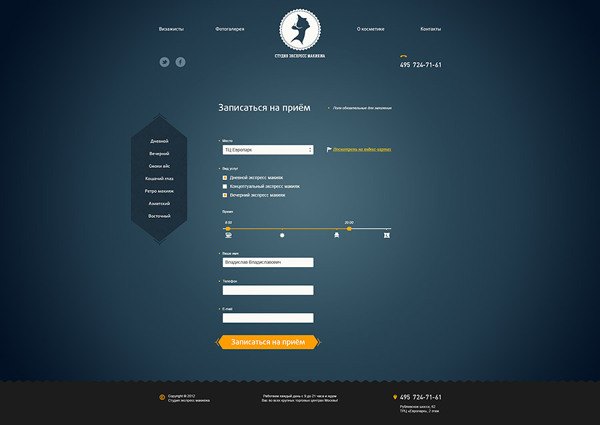 Визажисты
Фотогалерея
СТУДИЯ ЭКСПРЕСС МАКИЯЖА
О косметике
Контакты
495 724-71-61
Записаться на приём
Поля обязательные для заполнения
Дневной
Вечерний
Смоки айс
Кошачий глаз
Ретро макияж
Азиатский
Восточный
Место
ТЦ Европарк
Посмотреть на яндекс-картах
Вид услуг
Дневной экспресс макияж
Концептуальный экспресс макияж
Вечерний экспресс макияж
Время
8:00
20:00
Ваше имя
Владислав Владиславович
Телефон
E-mail
Записаться на приём
Copyright © 2012
Студия экспресс макияжа
Работаем каждый день с 9 до 21 часа и ждем
Вас во всех крупных торговых центрах Москвы!
495 724-71-61
Рублевское шоссе, 62
ТРЦ «Европарк», 2 этаж